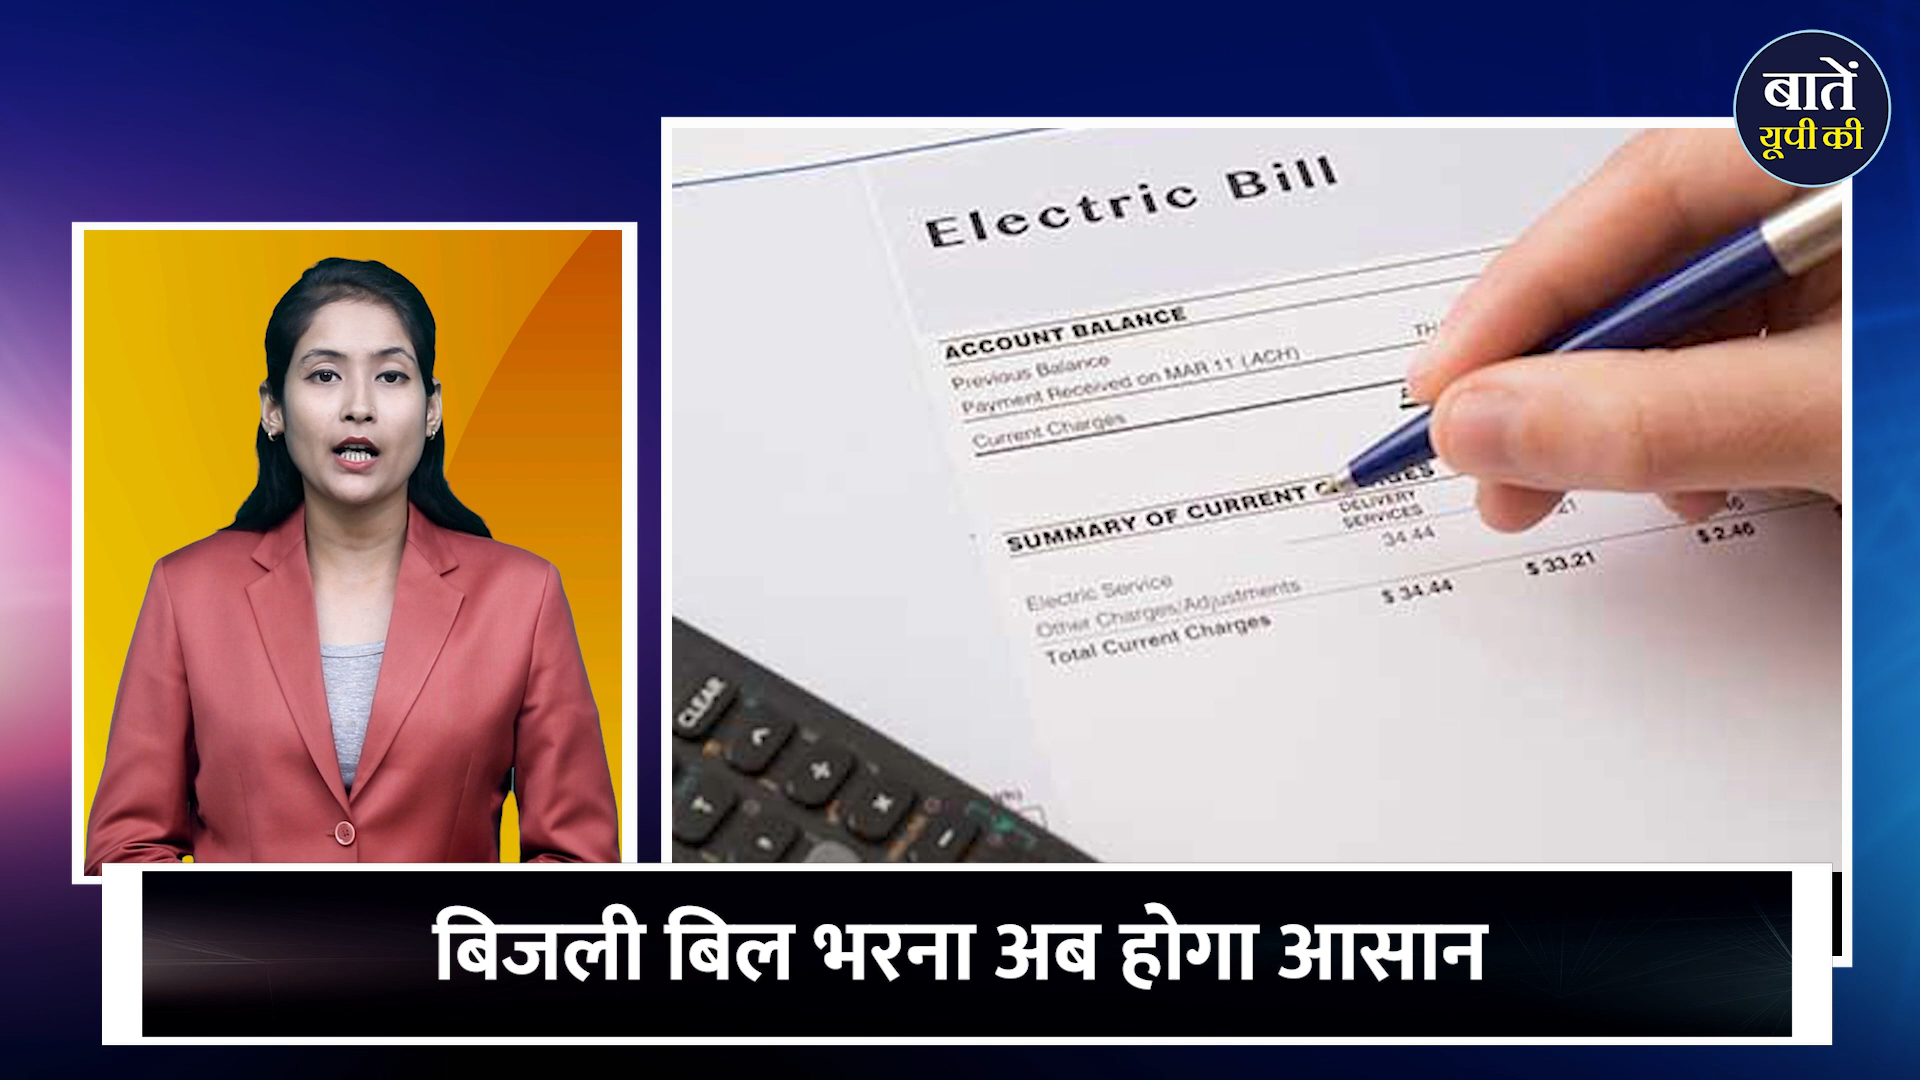 बातें
यूपी की
Electric Bill
ACCOUNT BALANCE
Previous Balance
Payment Received on MAR 11 (ACH)
Current Charges
SUMMARY OF CURRENT
DELIVERY
SERVICES
34.44
Electric Service
Other Charges/Adjustments
Total Current Charges $ 34.44 $ 33.21 $ 2.46
CLEAR
बिजली बिल भरना अब होगा आसान